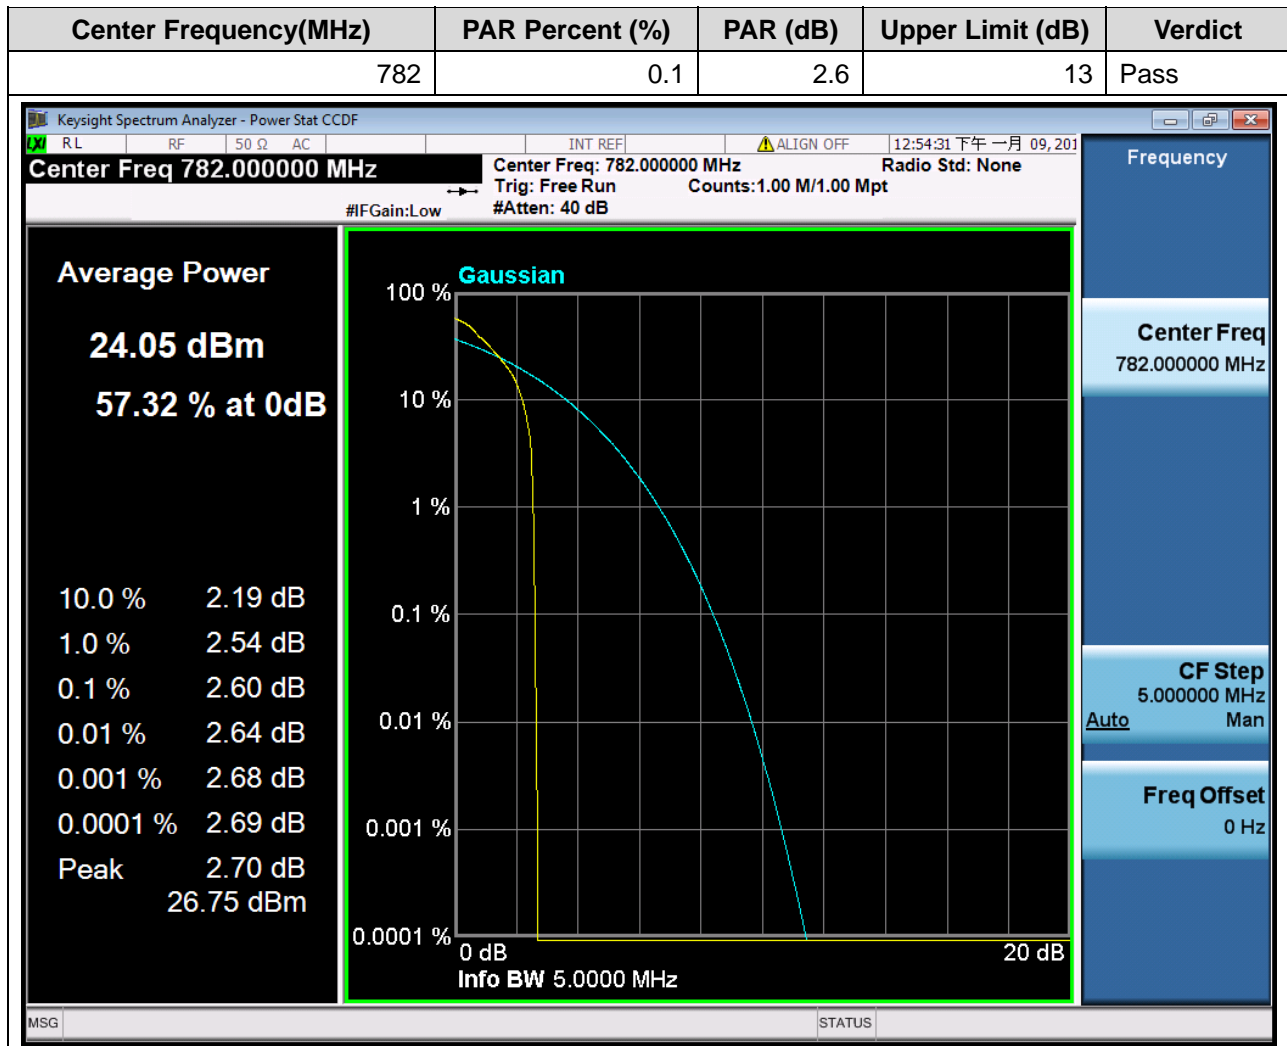 Center Frequency(MHz) PAR Percent (%) PAR (dB) Upper Limit (dB) Verdict
782 0.1 2.6 13 Pass
Keysight Spectrum Analyzer - Power Stat CCDF
LXI RL RF 50 Ω AC INT REF ALIGN OFF 12:54:31 下午 一月 09, 201
Center Freq 782.000000 MHz Center Freq: 782.000000 MHz Radio Std: None
Trig: Free Run Counts:1.00 M/1.00 Mpt
#IFGain:Low #Atten: 40 dB
Frequency
Average Power
24.05 dBm
57.32 % at 0dB
10.0 % 2.19 dB
1.0 % 2.54 dB
0.1 % 2.60 dB
0.01 % 2.64 dB
0.001 % 2.68 dB
0.0001 % 2.69 dB
Peak 2.70 dB
26.75 dBm
Gaussian
100 %
10 %
1 %
0.1 %
0.01 %
0.001 %
0.0001 %
0 dB 20 dB
Info BW 5.0000 MHz
Center Freq
782.000000 MHz
CF Step
5.000000 MHz
Auto Man
Freq Offset
0 Hz
MSG STATUS